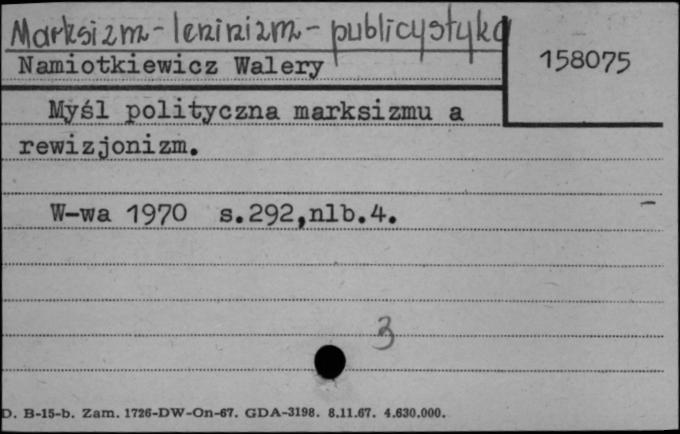 Marksizm - leninizm - publicystyka
Namiotkiewicz Walery
158075
Myśl polityczna marksizmu a
rewizjonizm.
W-wa 1970 s.292,nlb.4.
3
D. B-15-b. Zam. 1726-DW-On-67. GDA-3198. 8.11.67. 4.630.000.